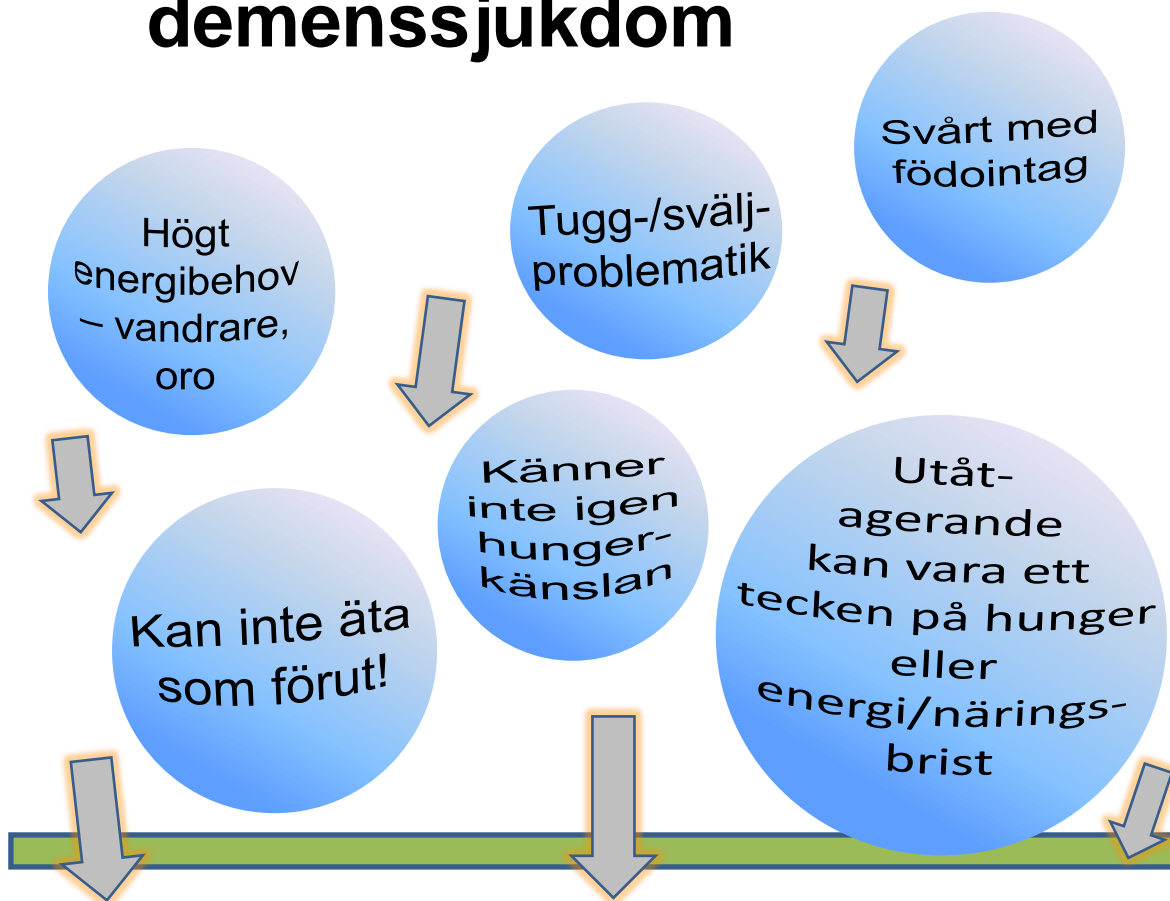 demenssjukdom
Svårt med
födointag
Tugg-/svälj-
problematik
Högt
energibehov
– vandrare,
oro
Känner
inte igen
hunger-
känslan
Utåt-
agerande
kan vara ett
tecken på hunger
eller
energi/närings-
brist
Kan inte äta
som förut!